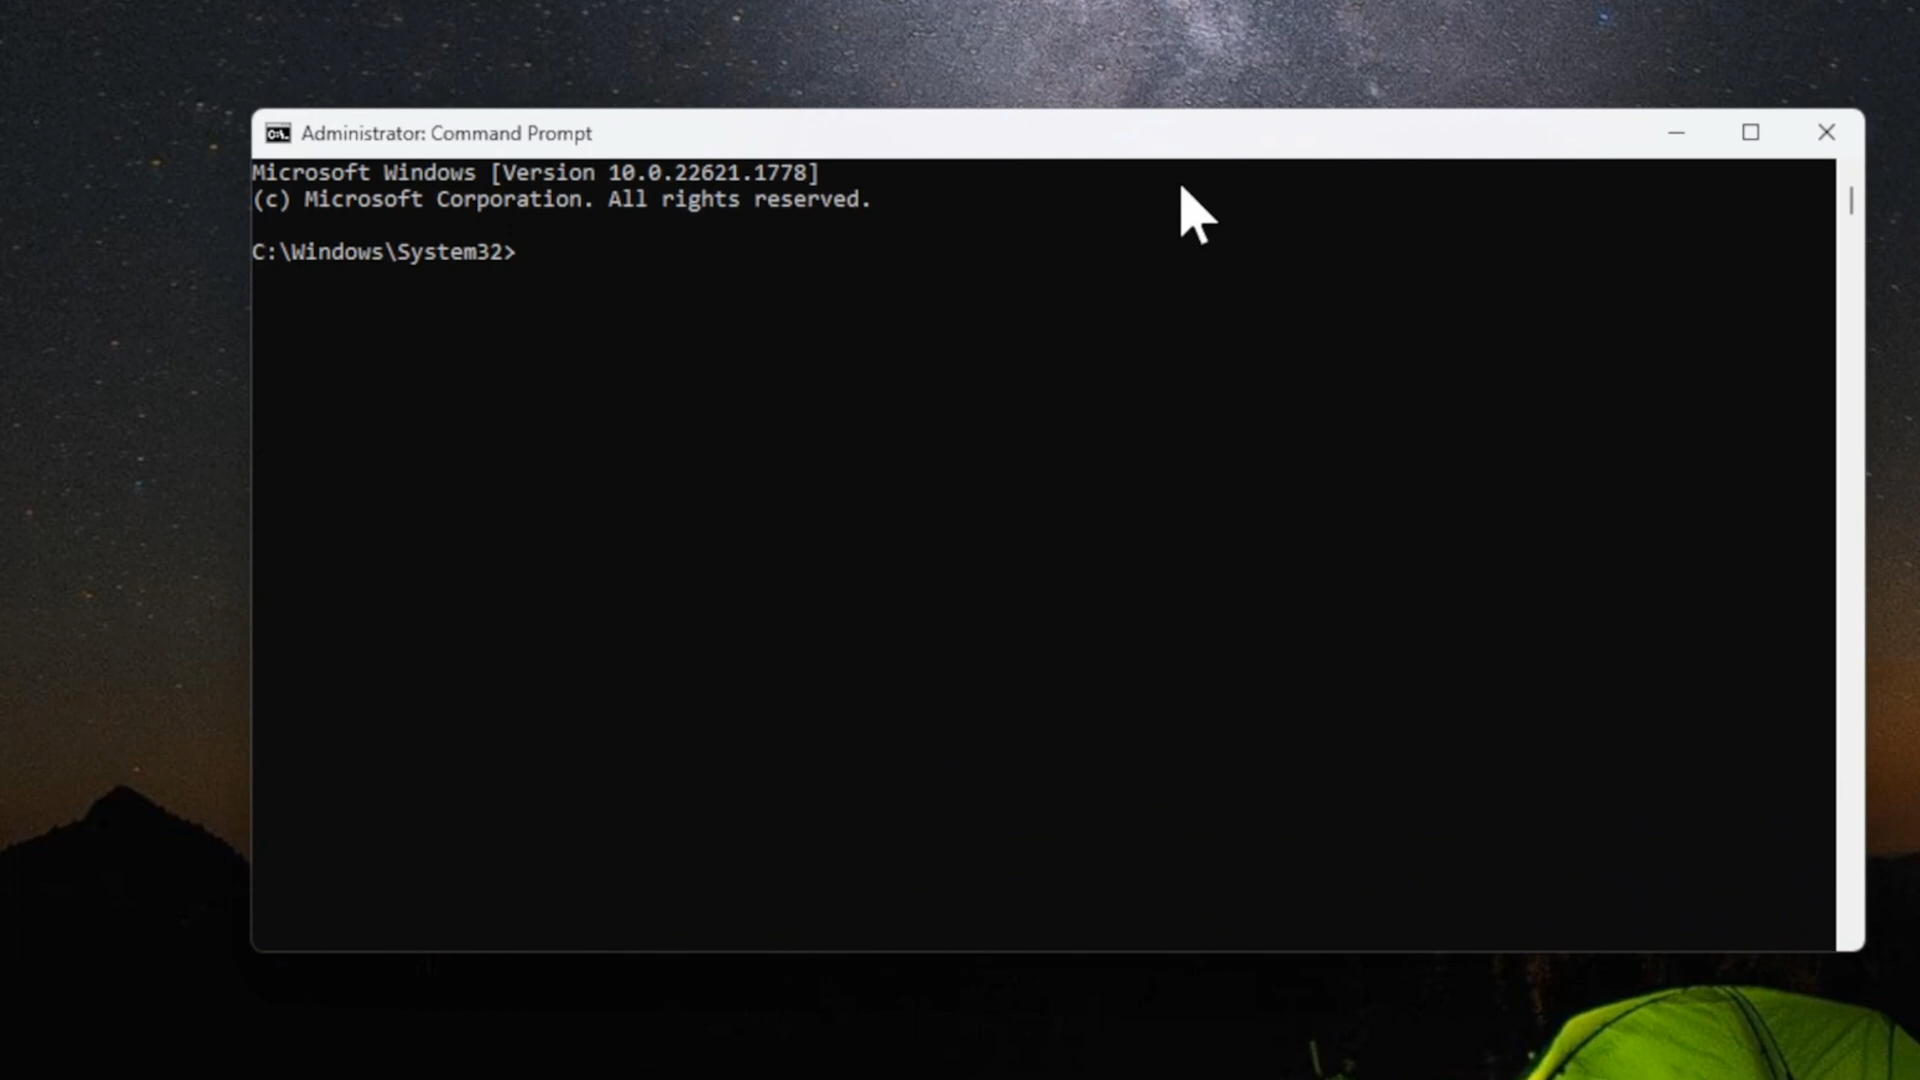 Administrator: Command Prompt
Microsoft Windows [Version 10.0.22621.1778]
(c) Microsoft Corporation. All rights reserved.
C:\Windows\System32>